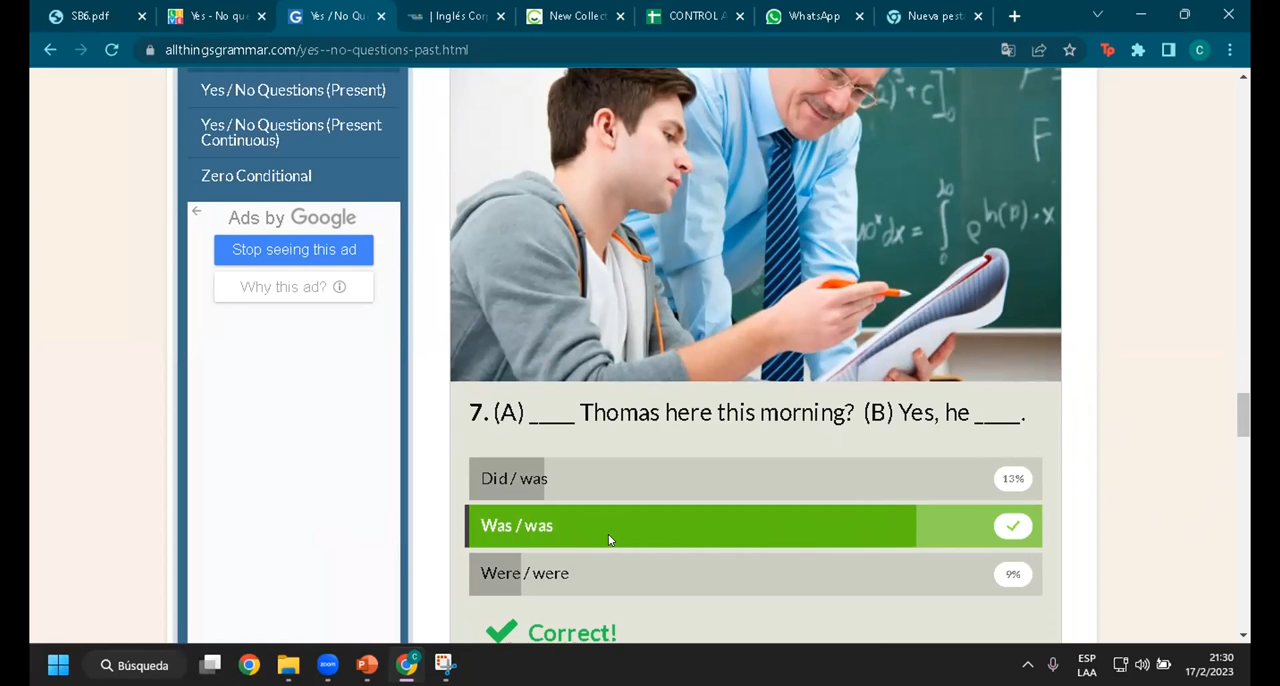 SB6.pdf
Yes - No qu
Yes / No Qu
| Inglés Cor
New Collec
CONTROL A
WhatsApp
Nueva pest
allthingsgrammar.com/yes--no-questions-past.html
Tp
C
Yes / No Questions (Present)
Yes / No Questions (Present
Continuous)
Zero Conditional
Ads by Google
Stop seeing this ad
Why this ad?
7. (A) ____ Thomas here this morning? (B) Yes, he ____.
Did / was
13%
Was / was
Were / were
9%
Correct!
Búsqueda
ESP
LAA
21:30
17/2/2023